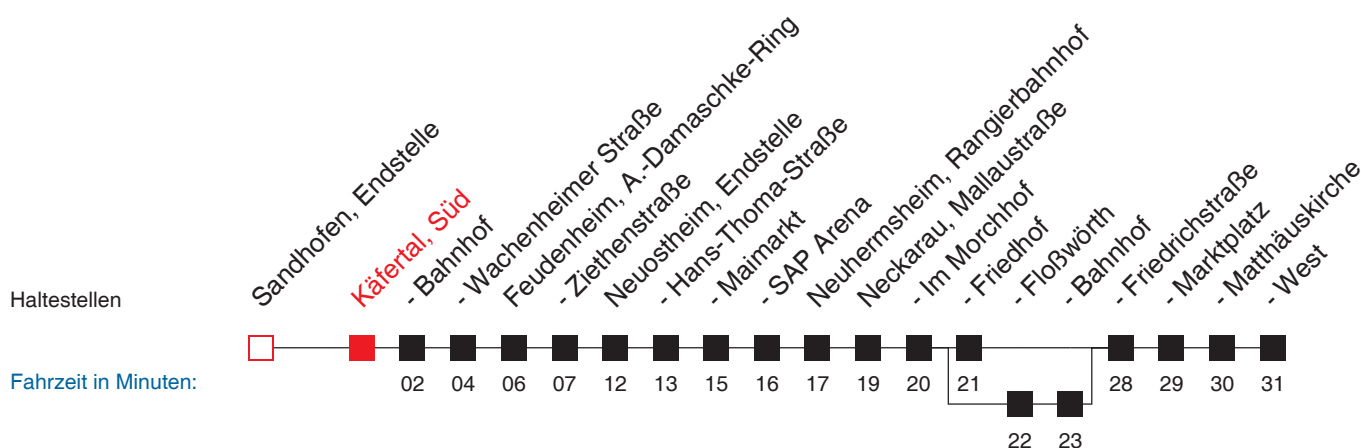 Sandhofen, Endstelle
Käfertal, Süd
- Bahnhof
- Wachenheimer Straße
Feudenheim, A.-Damaschke-Ring
- Ziethenstraße
Neuostheim, Endstelle
- Hans-Thoma-Straße
- Maimarkt
- SAP Arena
Neuhermsheim, Rangierbahnhof
Neckarau, Mallaustraße
- Im Morchhof
- Friedhof
- Floßwörth
- Bahnhof
- Friedrichstraße
- Marktplatz
- Matthäuskirche
- West
Haltestellen
Fahrzeit in Minuten:
02 04 06 07 12 13 15 16 17 19 20 21 28 29 30 31
22 23